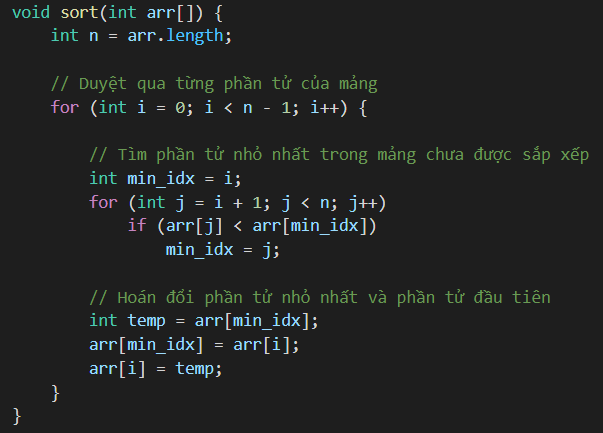 void sort(int arr[]) {
    int n = arr.length;
    // Duyệt qua từng phần tử của mảng
    for (int i = 0; i < n - 1; i++) {
        // Tìm phần tử nhỏ nhất trong mảng chưa được sắp xếp
        int min_idx = i;
        for (int j = i + 1; j < n; j++)
            if (arr[j] < arr[min_idx])
                min_idx = j;
        // Hoán đổi phần tử nhỏ nhất và phần tử đầu tiên
        int temp = arr[min_idx];
        arr[min_idx] = arr[i];
        arr[i] = temp;
    }
}